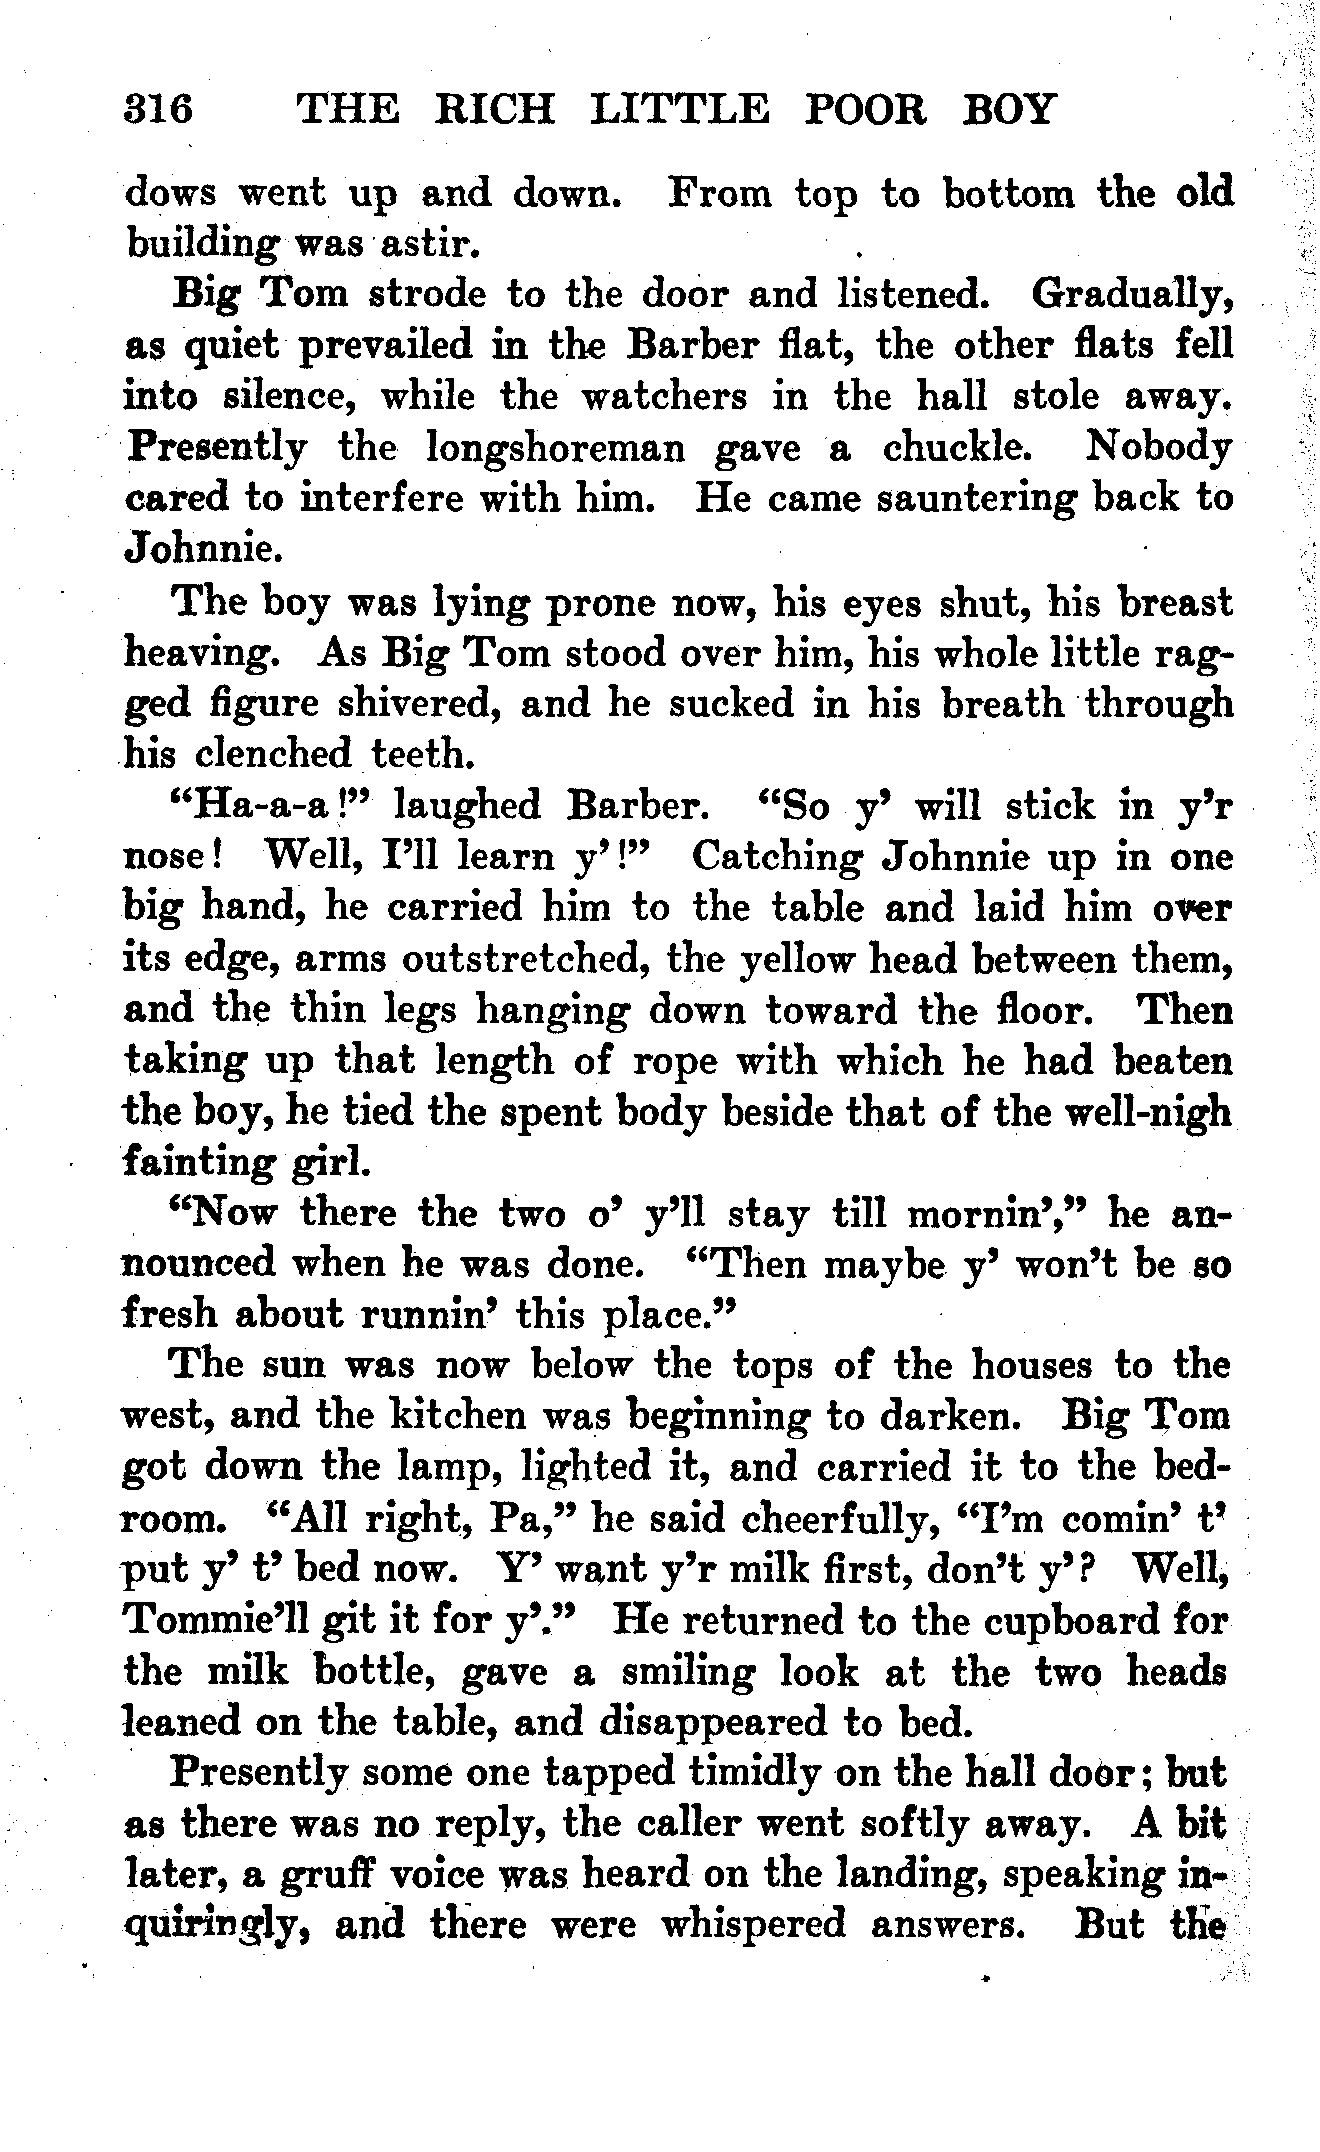 316 THE RICH LITTLE POOR BOY
dows went up and down. From top to bottom the old
building was astir.
Big Tom strode to the door and listened. Gradually,
as quiet prevailed in the Barber flat, the other flats fell
into silence, while the watchers in the hall stole away.
Presently the longshoreman gave a chuckle. Nobody
cared to interfere with him. He came sauntering back to
Johnnie.
The boy was lying prone now, his eyes shut, his breast
heaving. As Big Tom stood over him, his whole little rag-
ged figure shivered, and he sucked in his breath through
his clenched teeth.
“Ha-a-a!” laughed Barber. “So y’ will stick in y’r
nose! Well, I’ll learn y’!” Catching Johnnie up in one
big hand, he carried him to the table and laid him over
its edge, arms outstretched, the yellow head between them,
and the thin legs hanging down toward the floor. Then
taking up that length of rope with which he had beaten
the boy, he tied the spent body beside that of the well-nigh
fainting girl.
“Now there the two o’ y’ll stay till mornin’,” he an-
nounced when he was done. “Then maybe y’ won’t be so
fresh about runnin’ this place.”
The sun was now below the tops of the houses to the
west, and the kitchen was beginning to darken. Big Tom
got down the lamp, lighted it, and carried it to the bed-
room. “All right, Pa,” he said cheerfully, “I’m comin’ t’
put y’ t’ bed now. Y’ want y’r milk first, don’t y’? Well,
Tommie’ll git it for y’.” He returned to the cupboard for
the milk bottle, gave a smiling look at the two heads
leaned on the table, and disappeared to bed.
Presently some one tapped timidly on the hall door; but
as there was no reply, the caller went softly away. A bit
later, a gruff voice was heard on the landing, speaking in-
quiringly, and there were whispered answers. But the